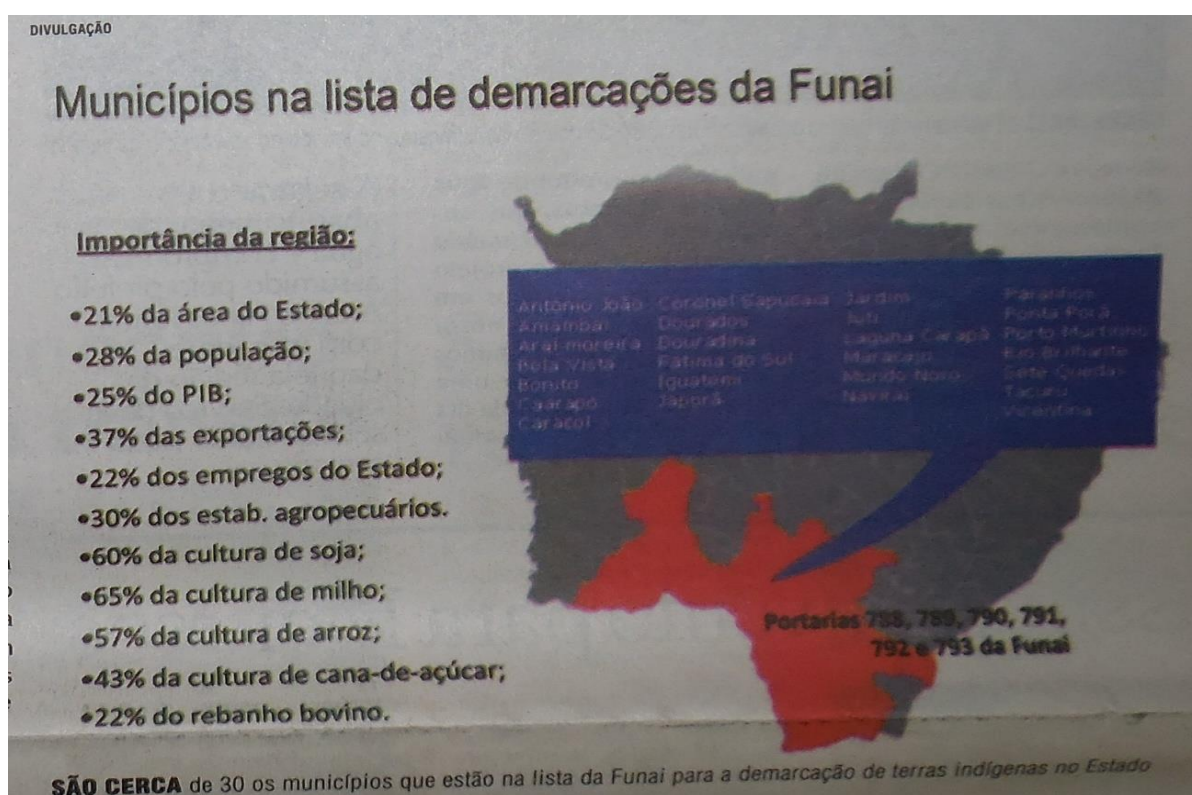 DIVULGAÇÃO
Municípios na lista de demarcações da Funai
Importância da região:
•21% da área do Estado;
•28% da população;
•25% do PIB;
•37% das exportações;
•22% dos empregos do Estado;
•30% dos estab. agropecuários.
•60% da cultura de soja;
•65% da cultura de milho;
•57% da cultura de arroz;
•43% da cultura de cana-de-açúcar;
•22% do rebanho bovino.
Antônio João
Amambai
Aral-moreira
Bela Vista
Bonito
Caarapó
Caracol
Coronel Sapucaia
Dourados
Douradina
Fátima do Sul
Iguatemi
Japorã
Jardim
Juti
Laguna Carapã
Maracaju
Mundo Novo
Naviraí
Paranhos
Ponta Porã
Porto Murtinho
Rio Brilhante
Sete Quedas
Tacuru
Vicentina
Portarias 788, 789, 790, 791,
792 e 793 da Funai
SÃO CERCA de 30 os municípios que estão na lista da Funai para a demarcação de terras indígenas no Estado